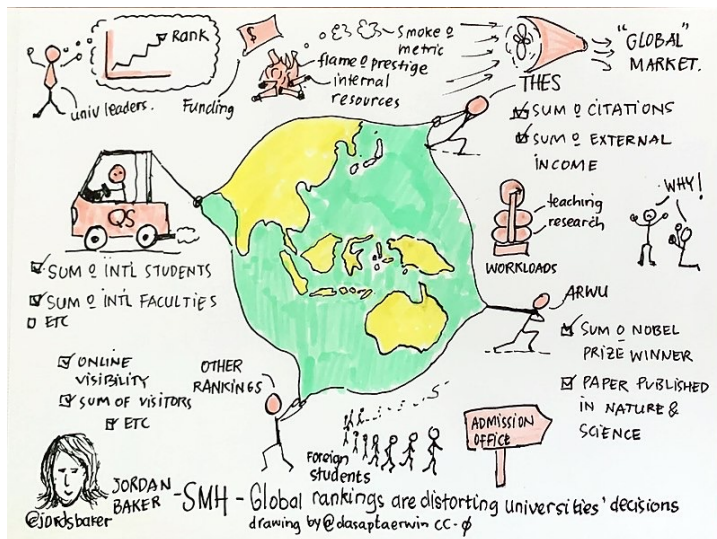 RANK
univ leaders.
$
Funding
Smoke o
metric
flame o prestige
internal
resources
"GLOBAL"
MARKET.
THES
SUM o CITATIONS
SUM o EXTERNAL
INCOME
QS
SUM o INT'L STUDENTS
SUM o INT'L FACULTIES
ETC
teaching
research
WORKLOADS
WHY!
ARWU
SUM o NOBEL
PRIZE WINNER
PAPER PUBLISHED
IN NATURE &
SCIENCE
ONLINE
VISIBILITY
SUM OF VISITORS
ETC
OTHER
RANKINGS
Foreign
students
ADMISSION
OFFICE
JORDAN
BAKER
@jordsbaker
-SMH - Global rankings are distorting universities' decisions
drawing by @dasaptaerwin CC-0